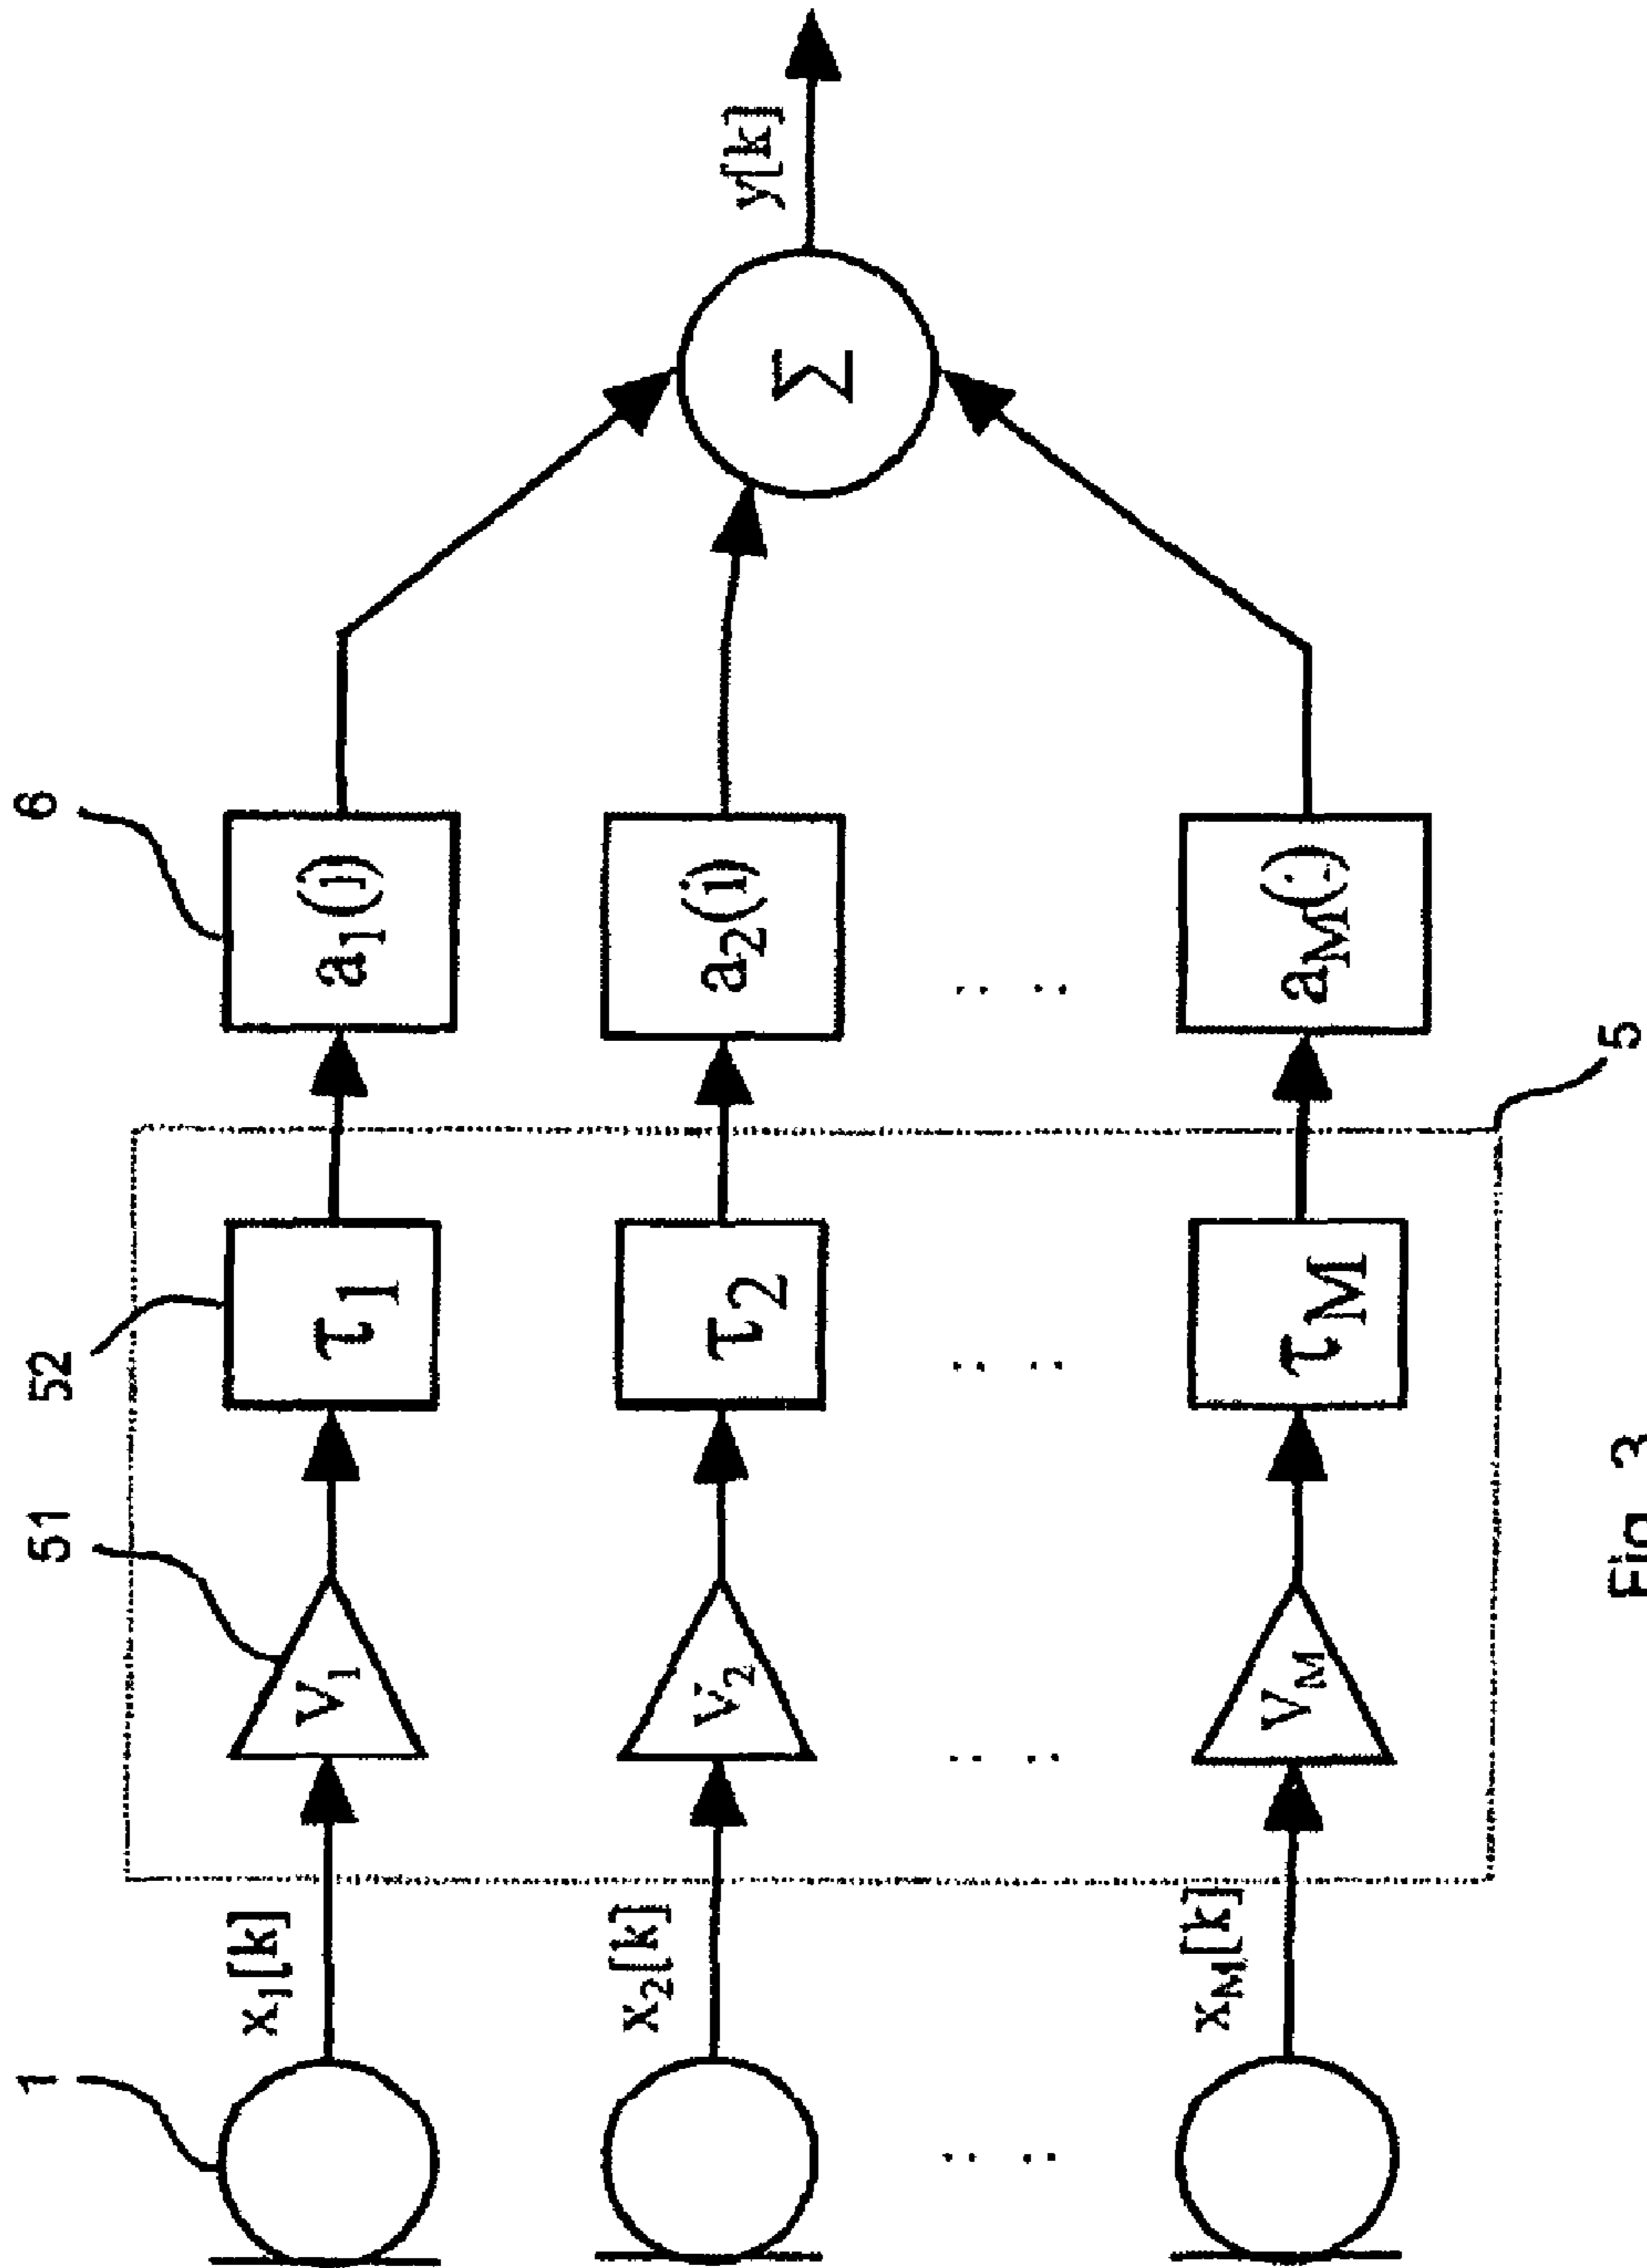 1
51
52
6
x₁[k]
V₁
τ₁
a₁(i)
x₂[k]
V₂
τ₂
a₂(i)
Σ
y[k]
x_M[k]
V_M
τ_M
a_M(i)
5
Fig. 3